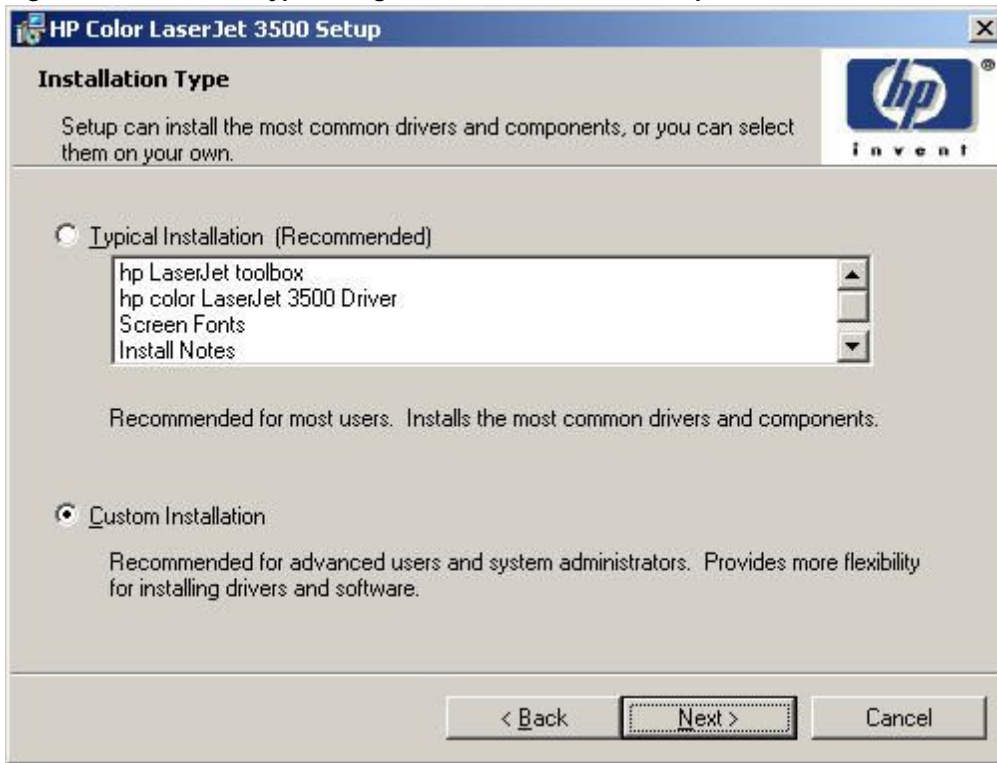 HP Color LaserJet 3500 Setup
Installation Type
Setup can install the most common drivers and components, or you can select
them on your own.
hp
®
invent
Typical Installation (Recommended)
hp LaserJet toolbox
hp color LaserJet 3500 Driver
Screen Fonts
Install Notes
Recommended for most users. Installs the most common drivers and components.
Custom Installation
Recommended for advanced users and system administrators. Provides more flexibility
for installing drivers and software.
< Back
Next >
Cancel